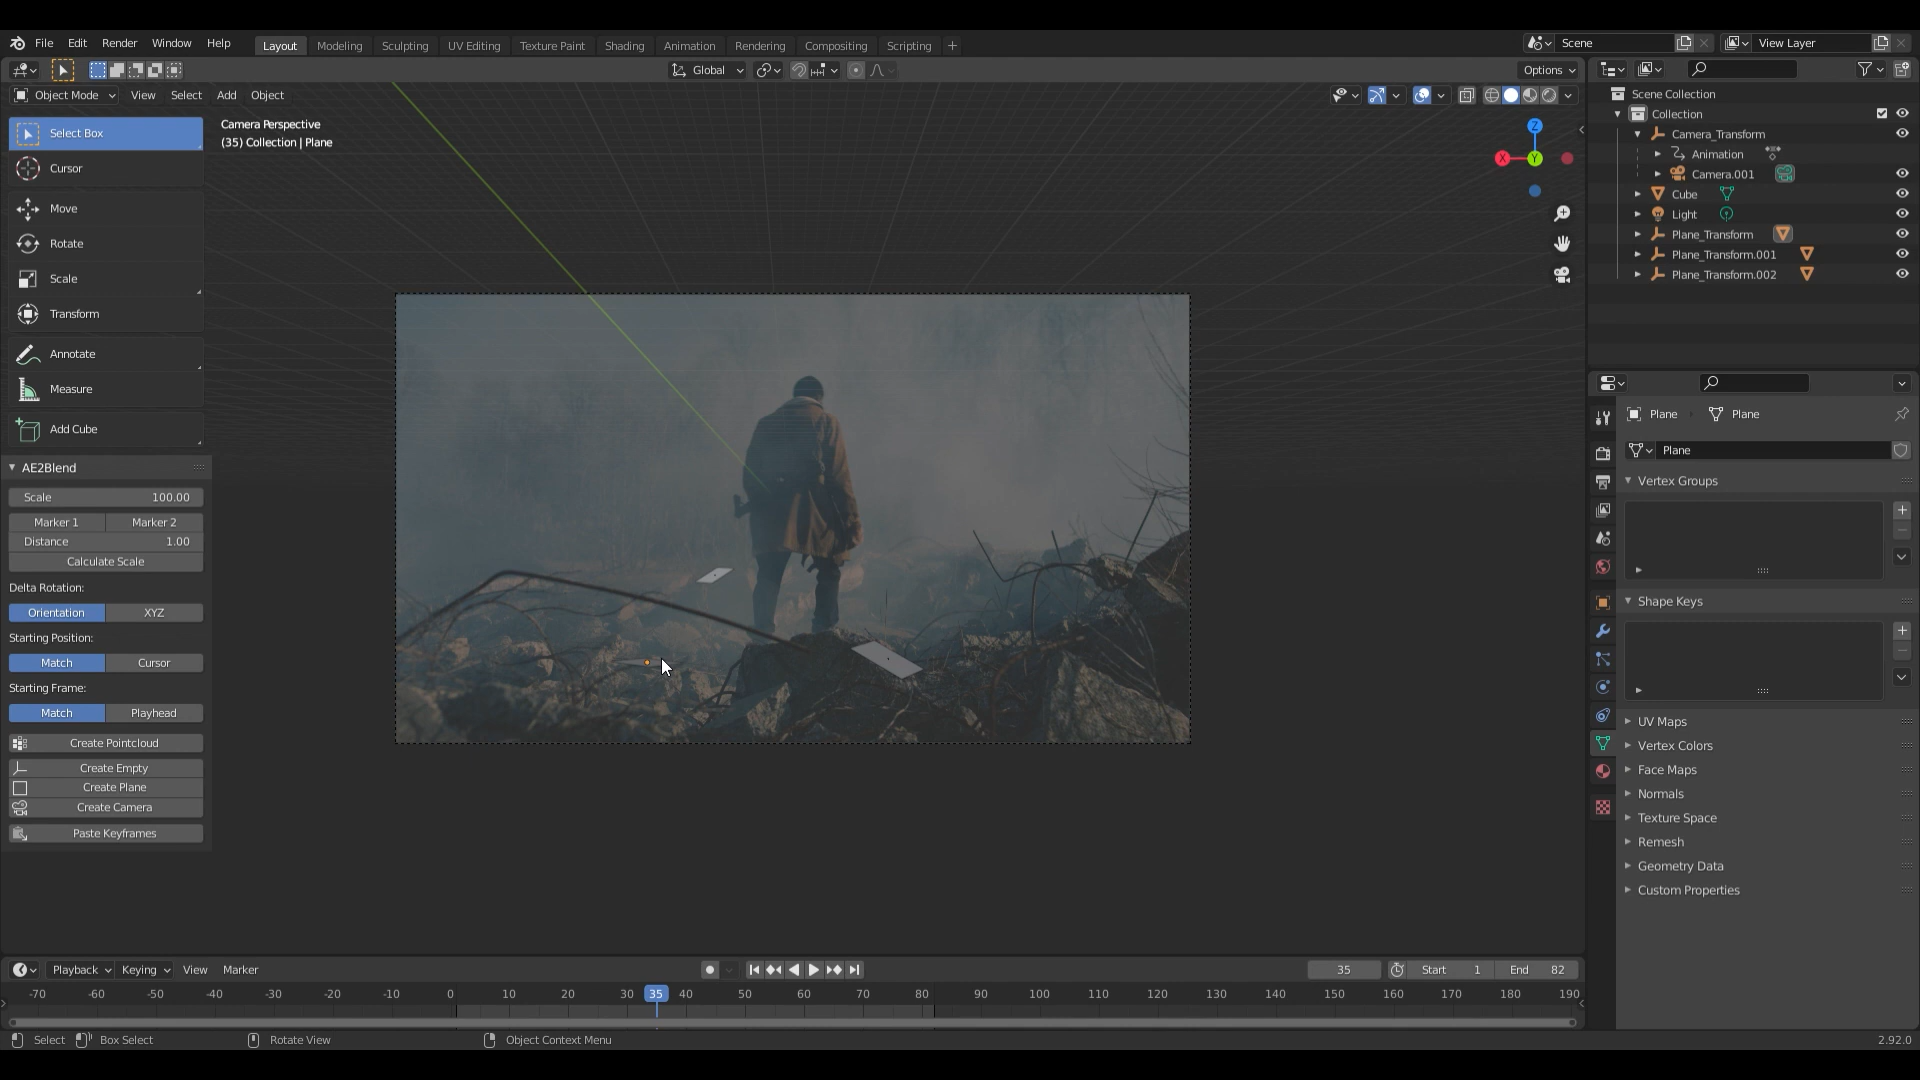 File Edit Render Window Help Layout Modeling Sculpting UV Editing Texture Paint Shading Animation Rendering Compositing Scripting + Scene View Layer
Global Options
Object Mode View Select Add Object
Select Box
Cursor
Move
Rotate
Scale
Transform
Annotate
Measure
Add Cube
AE2Blend
Scale 100.00
Marker 1 Marker 2
Distance 1.00
Calculate Scale
Delta Rotation:
Orientation XYZ
Starting Position:
Match Cursor
Starting Frame:
Match Playhead
Create Pointcloud
Create Empty
Create Plane
Create Camera
Paste Keyframes
Camera Perspective
(35) Collection | Plane
Z
X Y
Scene Collection
Collection
Camera_Transform
Animation
Camera.001
Cube
Light
Plane_Transform
Plane_Transform.001
Plane_Transform.002
Plane Plane
Plane
Vertex Groups
Shape Keys
UV Maps
Vertex Colors
Face Maps
Normals
Texture Space
Remesh
Geometry Data
Custom Properties
Playback Keying View Marker 35 Start 1 End 82
-70 -60 -50 -40 -30 -20 -10 0 10 20 30 35 40 50 60 70 80 90 100 110 120 130 140 150 160 170 180 190
Select Box Select Rotate View Object Context Menu 2.92.0